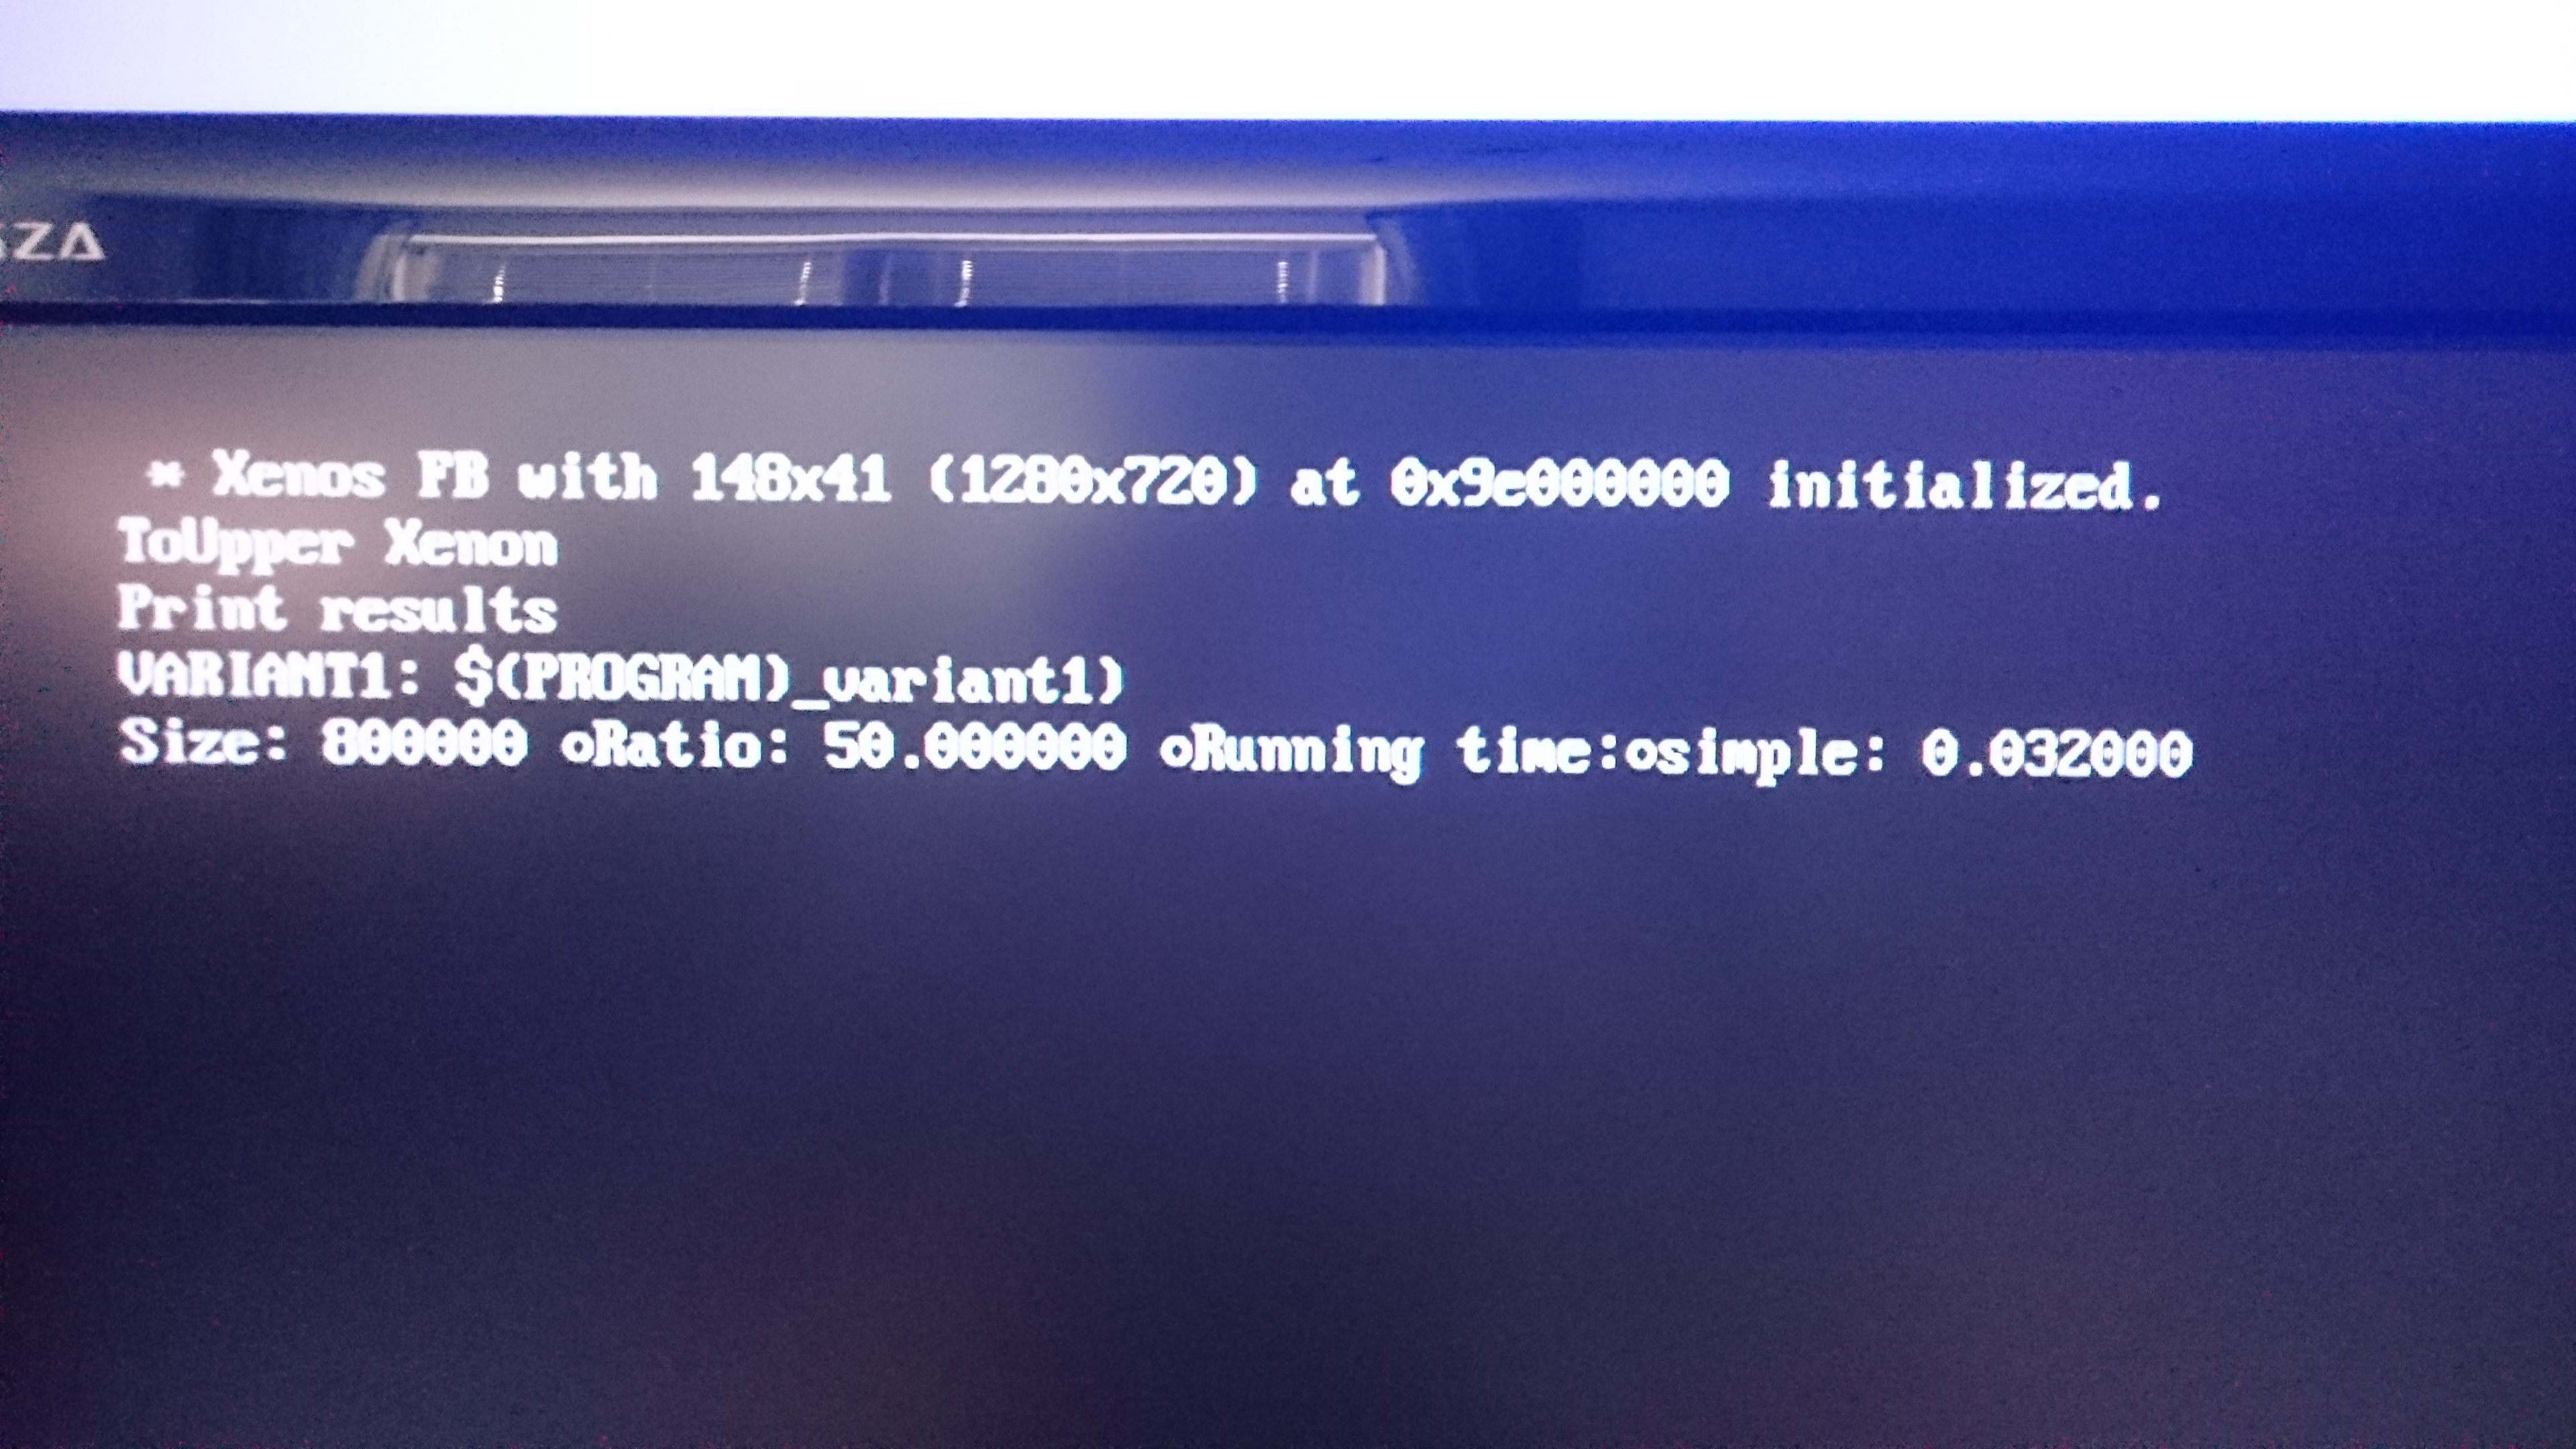 SZA
* Xenos FB with 148x41 (1280x720) at 0x9e000000 initialized.
ToUpper Xenon
Print results
VARIANT1: $(PROGRAM)_variant1)
Size: 800000 oRatio: 50.000000 oRunning time:osimple: 0.032000